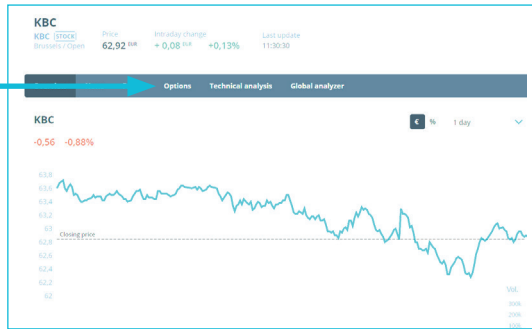 KBC
KBC STOCK
Brussels / Open
Price
62,92 EUR
Intraday change
+ 0,08 EUR +0,13%
Last update
11:30:30
Options Technical analysis Global analyzer
KBC
€ % 1 day
-0,56 -0,88%
63,8
63,6
63,4
63,2
63
Closing price
62,8
62,6
62,4
62,2
62
Vol.
300k
200k
100k